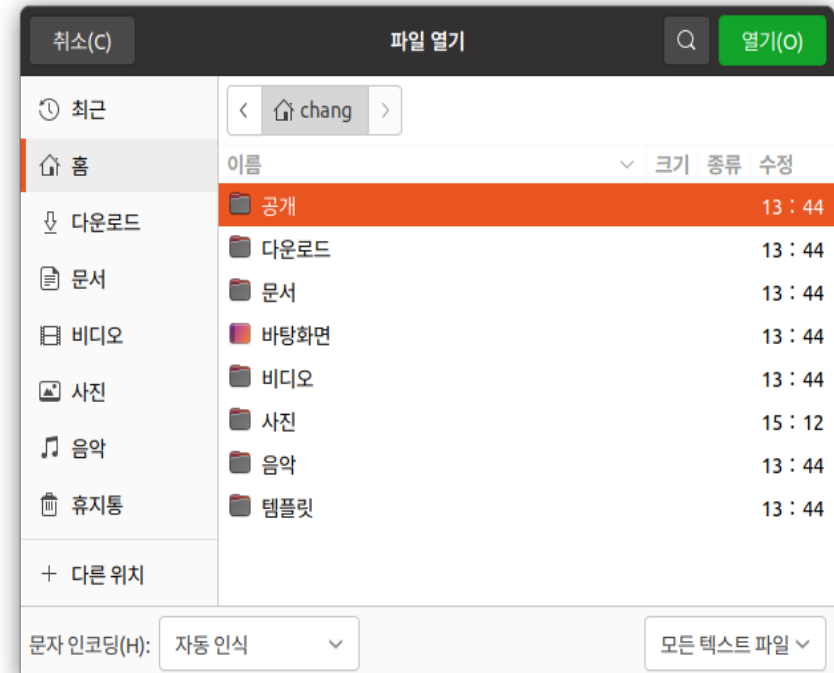 취소(C) 파일 열기 열기(O)
최근
홈
다운로드
문서
비디오
사진
음악
휴지통
다른 위치
chang
이름 크기 종류 수정
공개 13：44
다운로드 13：44
문서 13：44
바탕화면 13：44
비디오 13：44
사진 15：12
음악 13：44
템플릿 13：44
문자 인코딩(H): 자동 인식 모든 텍스트 파일